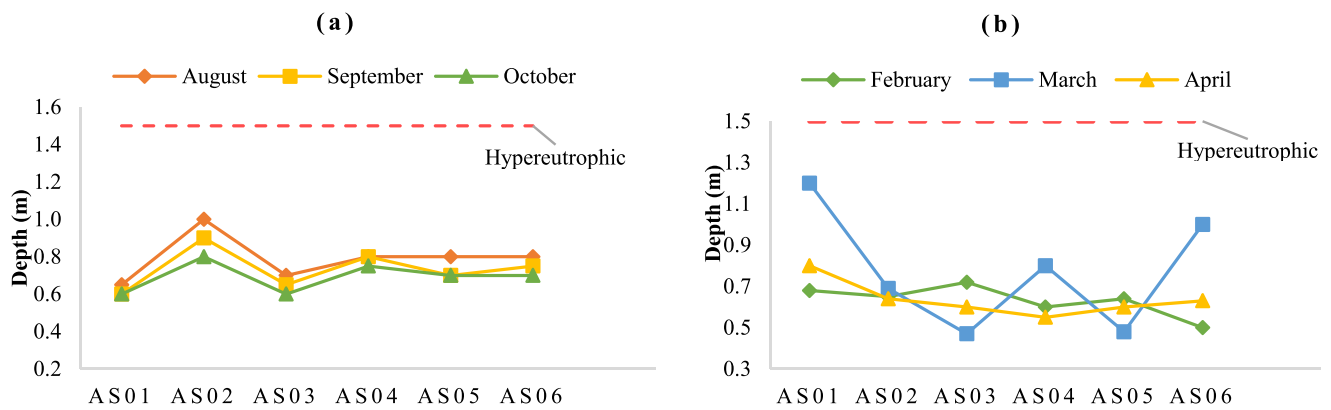 (a)
August September October
Depth (m)
1.6
1.4
1.2
1.0
0.8
0.6
0.4
0.2
Hypereutrophic
AS01 AS02 AS03 AS04 AS05 AS06
(b)
February March April
Depth (m)
1.5
1.3
1.1
0.9
0.7
0.5
0.3
Hypereutrophic
AS01 AS02 AS03 AS04 AS05 AS06